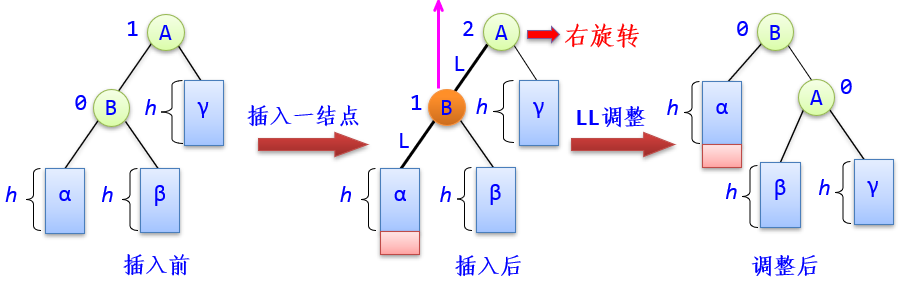 1 A
0 B
h γ
h α
h β
插入前
插入一结点
2 A
右旋转
L
1 B
h γ
L
h α
h β
插入后
LL调整
0 B
h α
A 0
h β
h γ
调整后